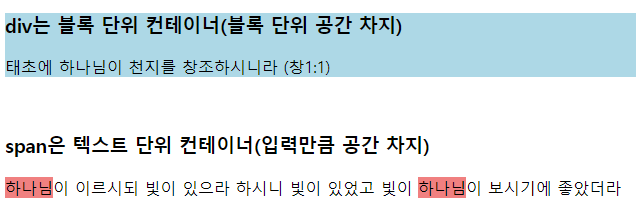 div는 블록 단위 컨테이너(블록 단위 공간 차지)
태초에 하나님이 천지를 창조하시니라 (창1:1)
span은 텍스트 단위 컨테이너(입력만큼 공간 차지)
하나님이 이르시되 빛이 있으라 하시니 빛이 있었고 빛이 하나님이 보시기에 좋았더라